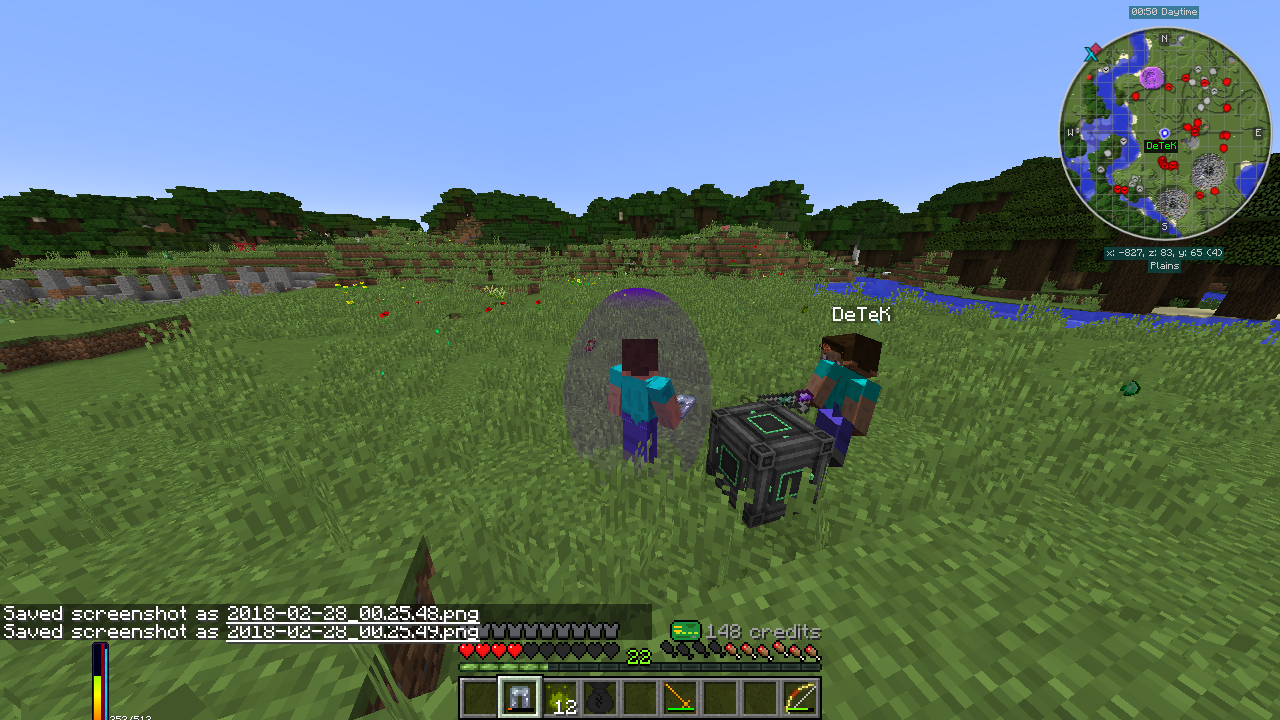 00:50 Daytime
N
W
E
DeTeK
S
x: -827, z: 83, y: 65 (4)
Plains
DeTeK
Saved screenshot as 2018-02-28_00.25.48.png
Saved screenshot as 2018-02-28_00.25.49.png
148 credits
22
12